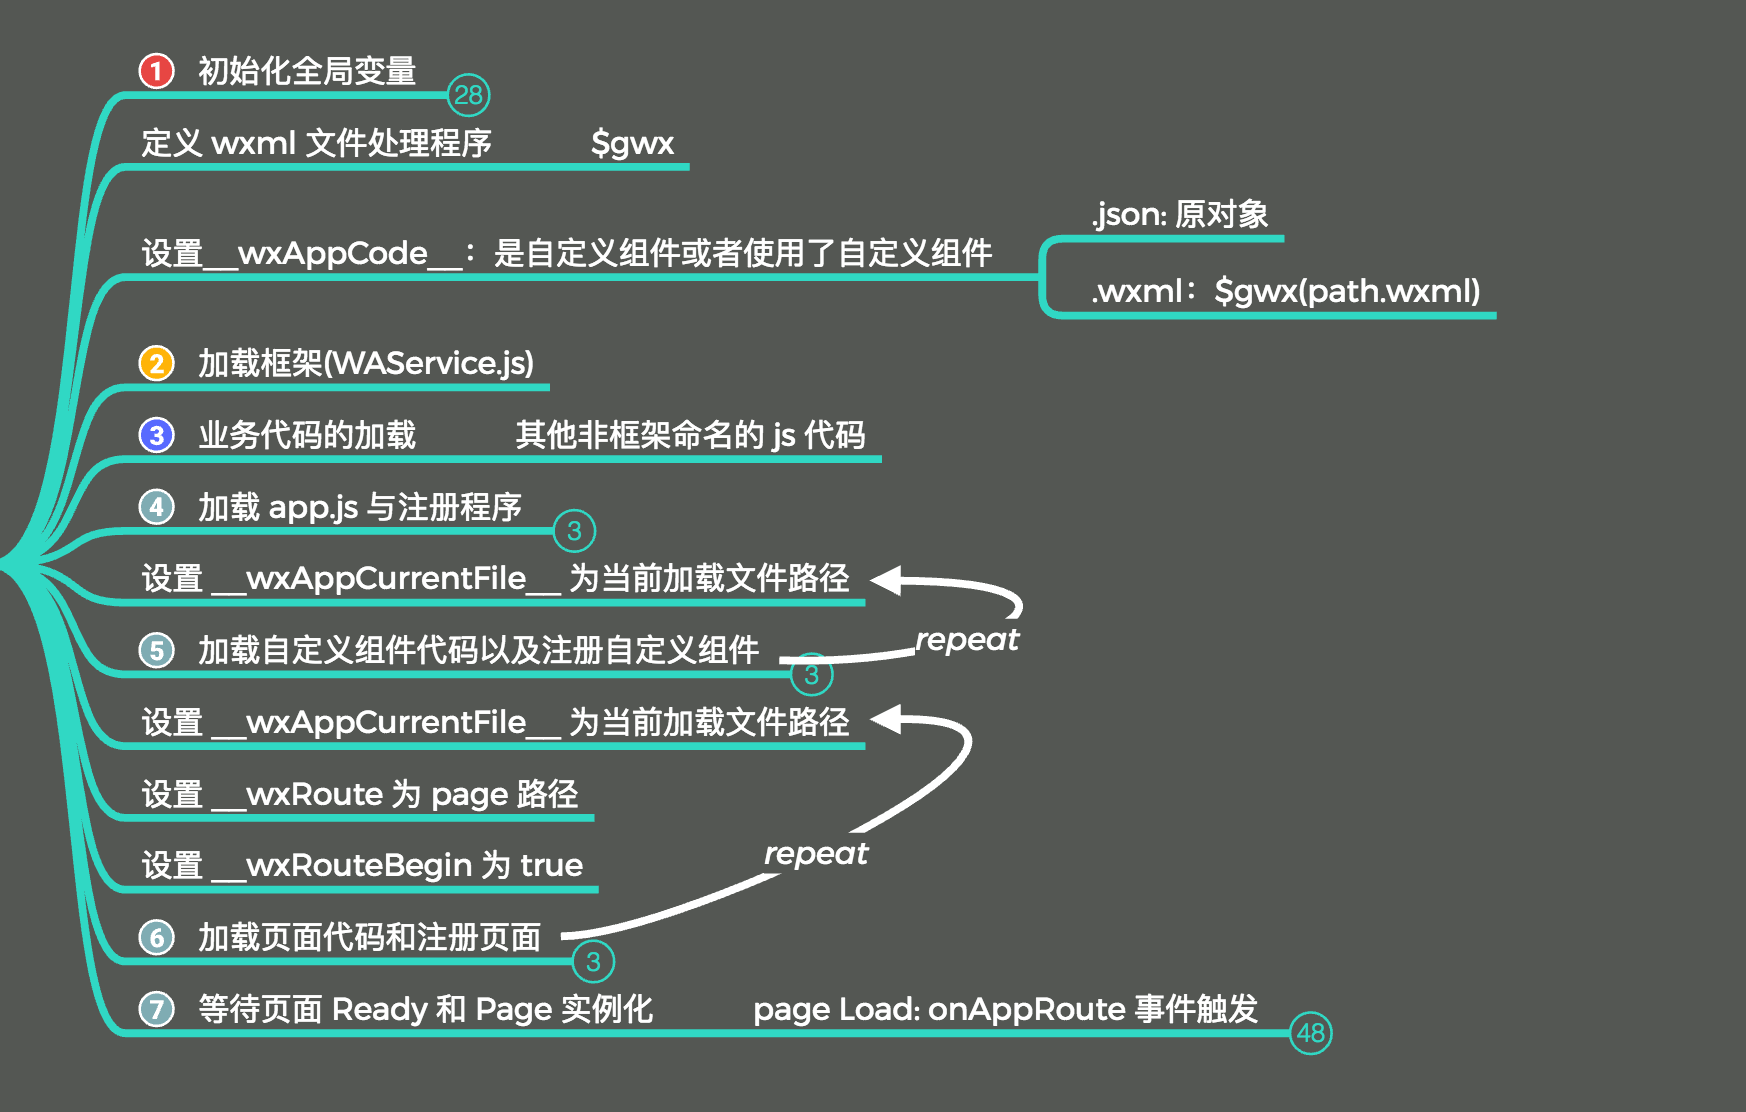 1 初始化全局变量 28
定义 wxml 文件处理程序 $gwx
.json: 原对象
设置__wxAppCode__：是自定义组件或者使用了自定义组件
.wxml：$gwx(path.wxml)
2 加载框架(WAService.js)
3 业务代码的加载 其他非框架命名的 js 代码
4 加载 app.js 与注册程序 3
设置 __wxAppCurrentFile__ 为当前加载文件路径
repeat
5 加载自定义组件代码以及注册自定义组件 3
设置 __wxAppCurrentFile__ 为当前加载文件路径
设置 __wxRoute 为 page 路径
repeat
设置 __wxRouteBegin 为 true
6 加载页面代码和注册页面 3
7 等待页面 Ready 和 Page 实例化 page Load: onAppRoute 事件触发 48